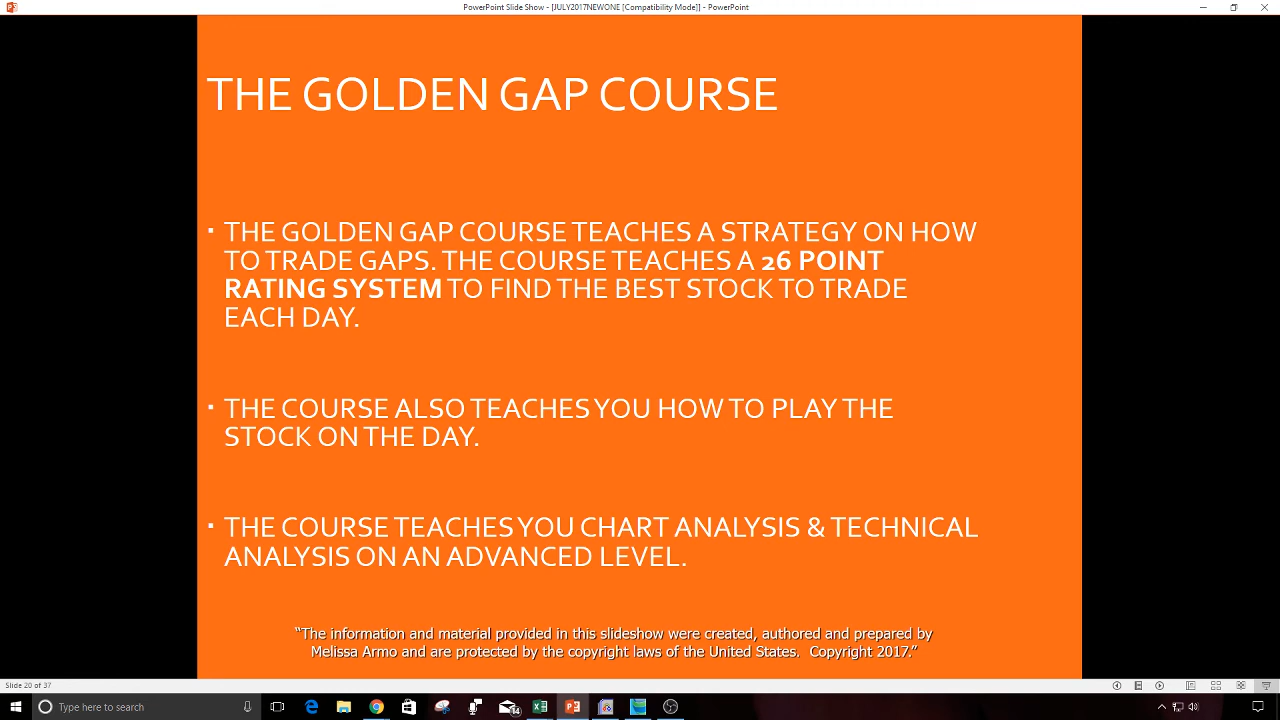 PowerPoint Slide Show - [JULY2017NEWONE [Compatibility Mode]] - PowerPoint
THE GOLDEN GAP COURSE
▪ THE GOLDEN GAP COURSE TEACHES A STRATEGY ON HOW
TO TRADE GAPS. THE COURSE TEACHES A 26 POINT
RATING SYSTEM TO FIND THE BEST STOCK TO TRADE
EACH DAY.
▪ THE COURSE ALSO TEACHES YOU HOW TO PLAY THE
STOCK ON THE DAY.
▪ THE COURSE TEACHES YOU CHART ANALYSIS & TECHNICAL
ANALYSIS ON AN ADVANCED LEVEL.
“The information and material provided in this slideshow were created, authored and prepared by
Melissa Armo and are protected by the copyright laws of the United States.  Copyright 2017.”
Slide 20 of 37
Type here to search
14